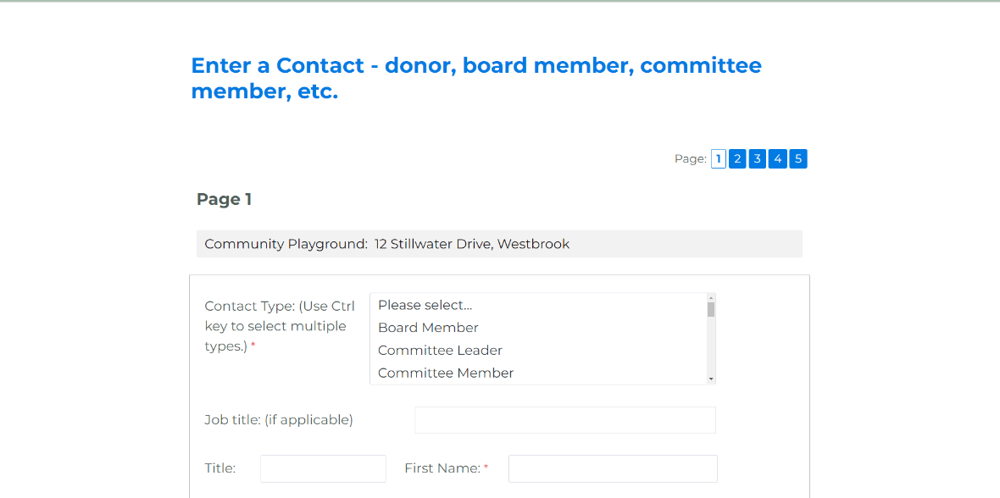 Enter a Contact - donor, board member, committee
member, etc.
Page: 1 2 3 4 5
Page 1
Community Playground: 12 Stillwater Drive, Westbrook
Contact Type: (Use Ctrl
key to select multiple
types.) *
Please select...
Board Member
Committee Leader
Committee Member
Job title: (if applicable)
Title:
First Name: *